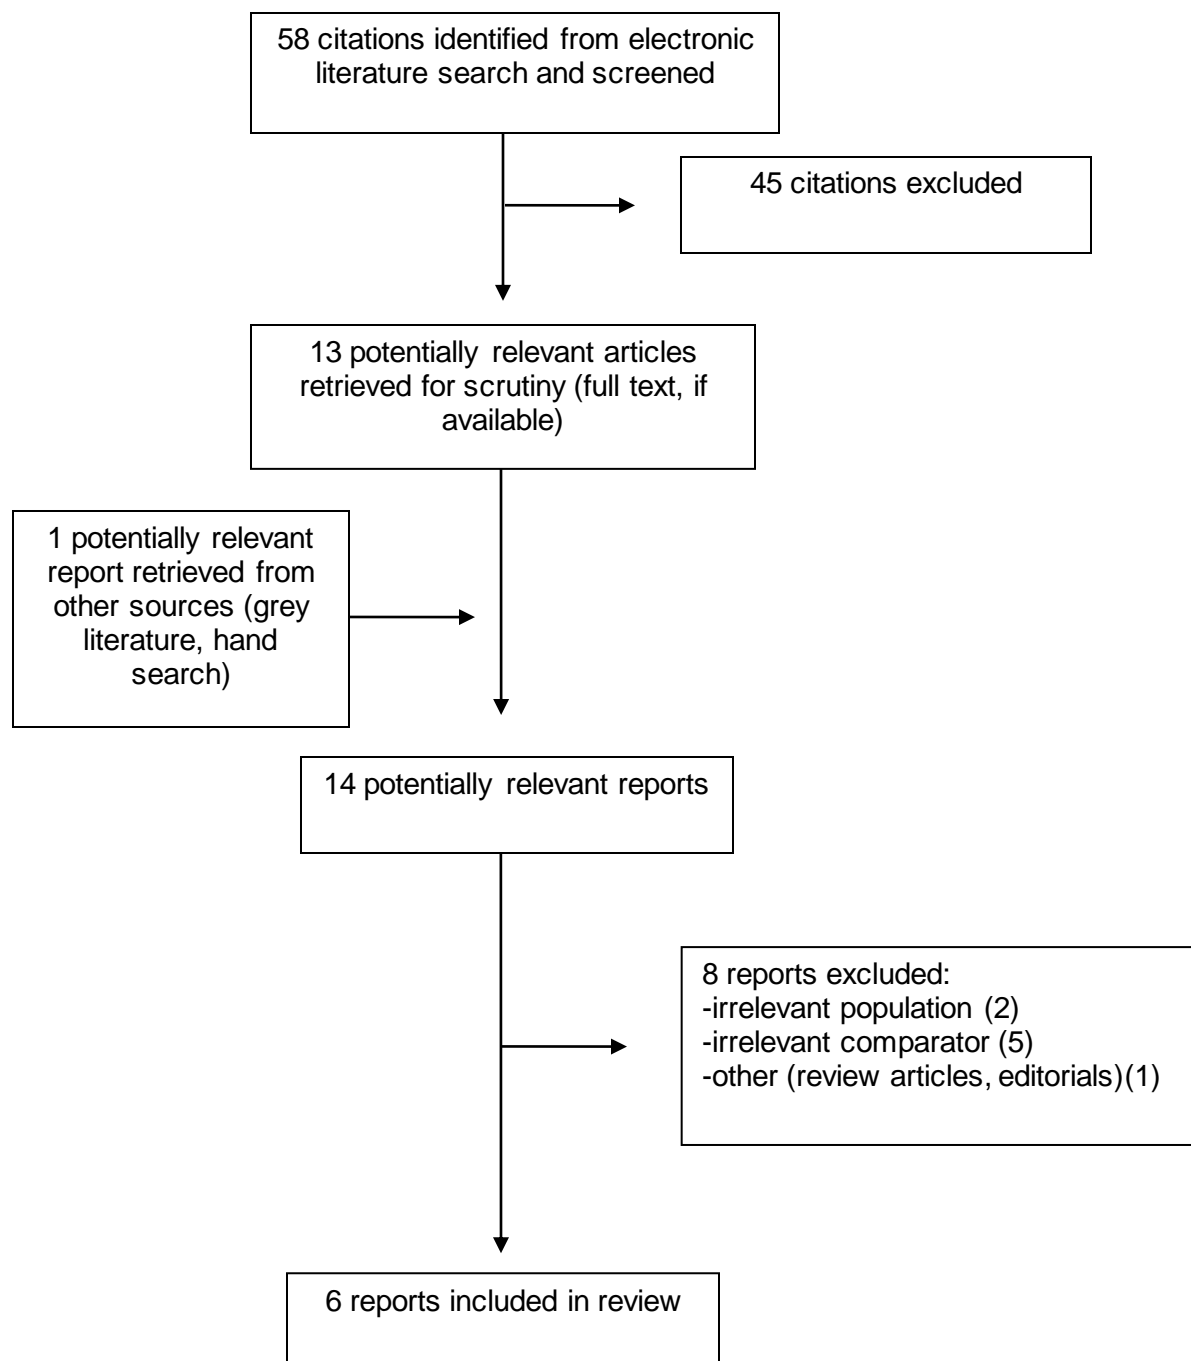 58 citations identified from electronic
literature search and screened
45 citations excluded
13 potentially relevant articles
retrieved for scrutiny (full text, if
available)
1 potentially relevant
report retrieved from
other sources (grey
literature, hand
search)
14 potentially relevant reports
8 reports excluded:
-irrelevant population (2)
-irrelevant comparator (5)
-other (review articles, editorials)(1)
6 reports included in review